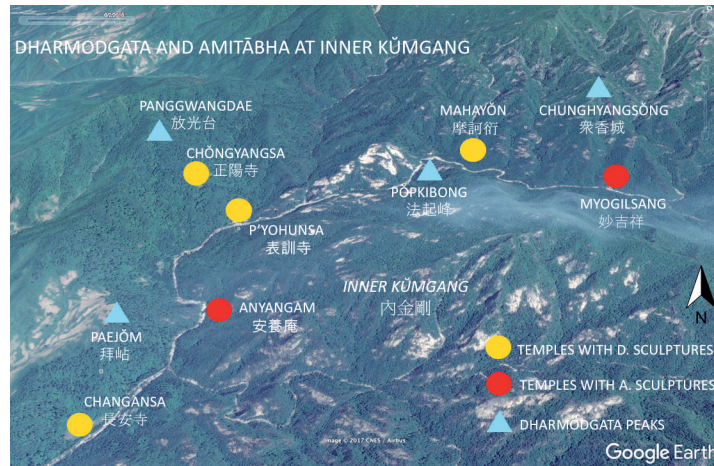 6/2/2016
DHARMODGATA AND AMITĀBHA AT INNER KŬMGANG
PANGGWANGDAE
放光台
CHŎNGYANGSA
正陽寺
MAHAYŎN
摩訶衍
CHUNGHYANGSŎNG
衆香城
PŎPKIBONG
法起峰
MYOGILSANG
妙吉祥
P'YOHUNSA
表訓寺
INNER KŬMGANG
內金剛
ANYANGAM
安養庵
PAEJŎM
拜岾
CHANGANSA
長安寺
N
TEMPLES WITH D. SCULPTURES
TEMPLES WITH A. SCULPTURES
DHARMODGATA PEAKS
Image © 2017 CNES / Airbus
Google Earth